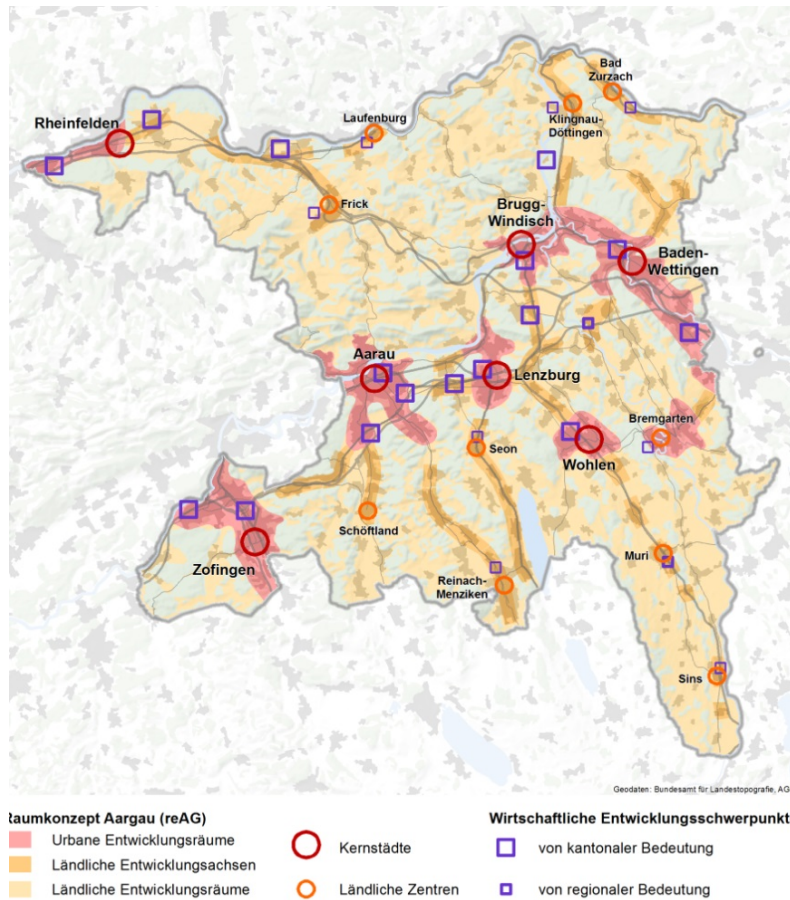 Bad
Zurzach
Rheinfelden
Laufenburg
Klingnau-
Döttingen
Frick
Brugg-
Windisch
Baden-
Wettingen
Aarau
Lenzburg
Bremgarten
Wohlen
Seon
Schöftland
Zofingen
Muri
Reinach-
Menziken
Sins
Geodaten: Bundesamt für Landestopografie, AG
Raumkonzept Aargau (reAG)
Wirtschaftliche Entwicklungsschwerpunkt
Urbane Entwicklungsräume
Kernstädte
von kantonaler Bedeutung
Ländliche Entwicklungsachsen
Ländliche Entwicklungsräume
Ländliche Zentren
von regionaler Bedeutung